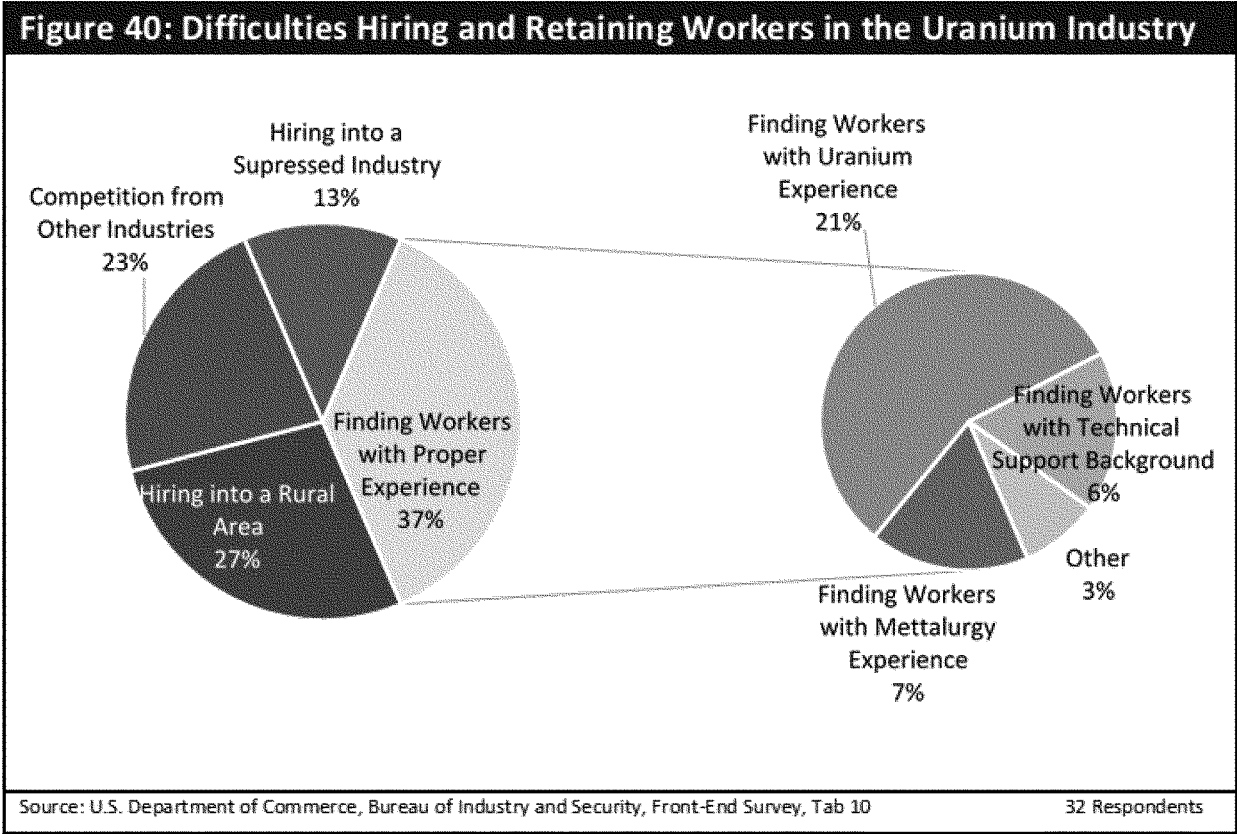 Figure 40: Difficulties Hiring and Retaining Workers in the Uranium Industry
Hiring into a
Supressed Industry
13%
Competition from
Other Industries
23%
Hiring into a Rural
Area
27%
Finding Workers
with Proper
Experience
37%
Finding Workers
with Uranium
Experience
21%
Finding Workers
with Technical
Support Background
6%
Other
3%
Finding Workers
with Mettalurgy
Experience
7%
Source: U.S. Department of Commerce, Bureau of Industry and Security, Front-End Survey, Tab 10
32 Respondents